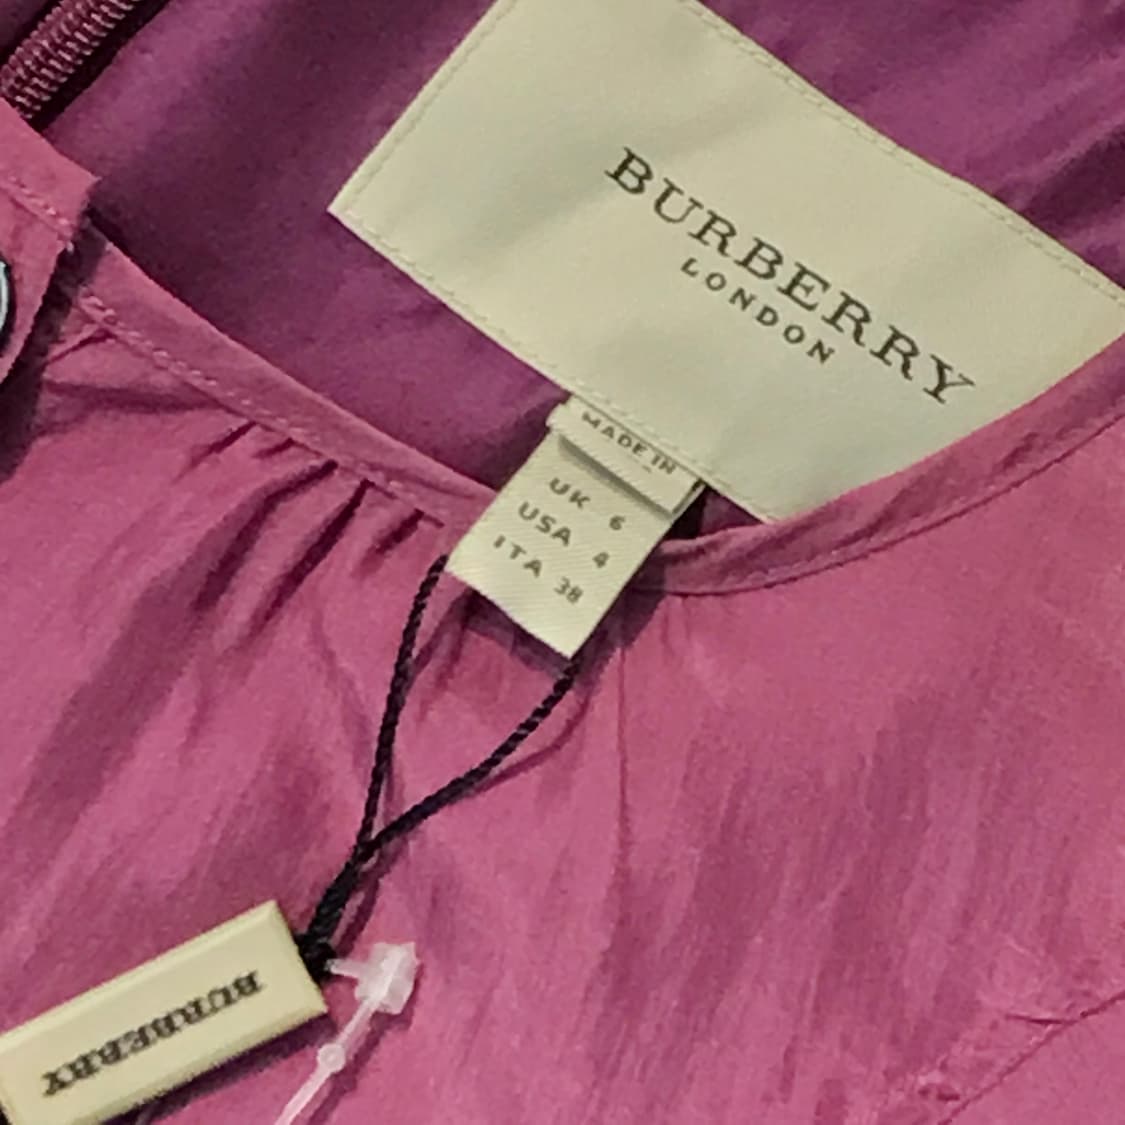 BURBERRY
LONDON
MADE IN
UK 6
USA 4
ITA 38
BURBERRY